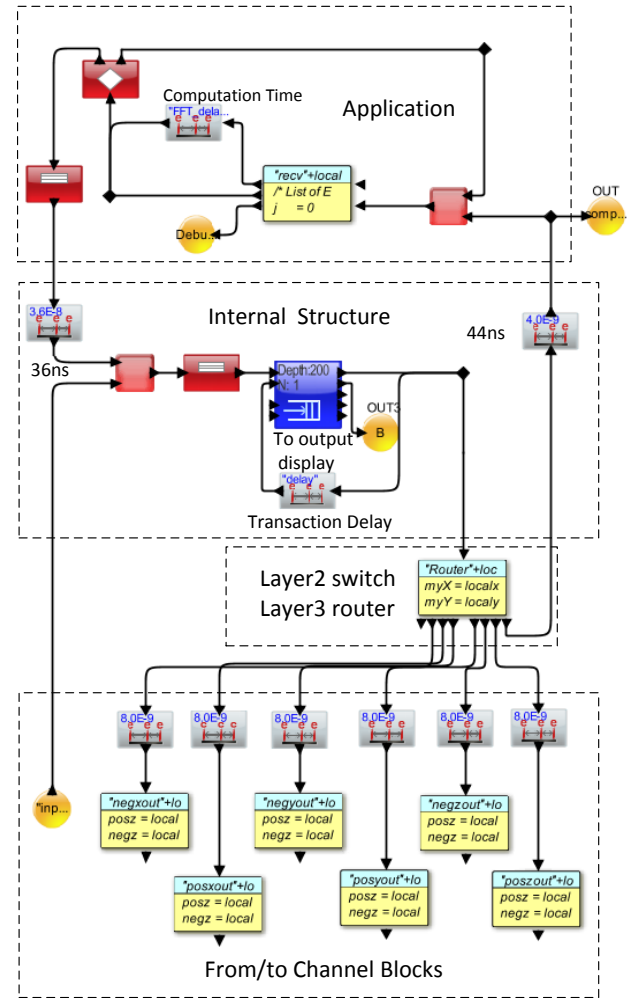 Computation Time
"FFT_dela...
e e e
Application
"recv"+local
/* List of E
j = 0
OUT
comp...
Debu...
3.6E-8
e e e
Internal Structure
44ns
4.0E-9
e e e
36ns
Depth:200
N: 1
OUT3
B
To output
display
"delay"
e e e
Transaction Delay
Layer2 switch
Layer3 router
"Router"+loc
myX = localx
myY = localy
8.0E-9 8.0E-9 8.0E-9 8.0E-9 8.0E-9 8.0E-9
e e e c c c e e e e e e e e e e e e
"inp...
"negxout"+lo
posz = local
negz = local
"negyout"+lo
posz = local
negz = local
"negzout"+lo
posz = local
negz = local
"posxout"+lo
posz = local
negz = local
"posyout"+lo
posz = local
negz = local
"poszout"+lo
posz = local
negz = local
From/to Channel Blocks